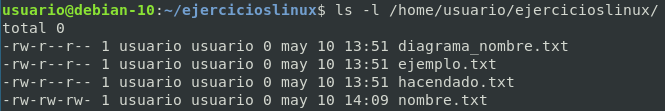 usuario@debian-10:~/ejercicioslinux$ ls -l /home/usuario/ejercicioslinux/
total 0
-rw-r--r-- 1 usuario usuario 0 may 10 13:51 diagrama_nombre.txt
-rw-r--r-- 1 usuario usuario 0 may 10 13:51 ejemplo.txt
-rw-r--r-- 1 usuario usuario 0 may 10 13:51 hacendado.txt
-rw-rw-rw- 1 usuario usuario 0 may 10 14:09 nombre.txt